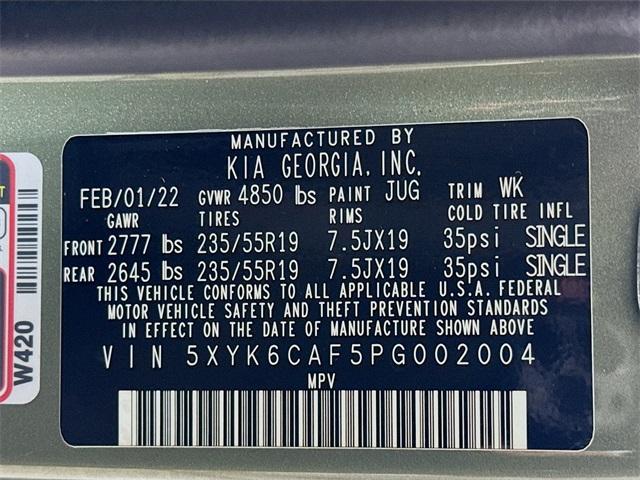 MANUFACTURED BY
KIA GEORGIA, INC.
FEB/01/22 GVWR 4850 lbs PAINT JUG TRIM WK
GAWR TIRES RIMS COLD TIRE INFL
FRONT 2777 lbs 235/55R19 7.5JX19 35psi SINGLE
REAR 2645 lbs 235/55R19 7.5JX19 35psi SINGLE
THIS VEHICLE CONFORMS TO ALL APPLICABLE U.S.A. FEDERAL
MOTOR VEHICLE SAFETY AND THEFT PREVENTION STANDARDS
IN EFFECT ON THE DATE OF MANUFACTURE SHOWN ABOVE
VIN 5XYK6CAF5PG002004
MPV
W420